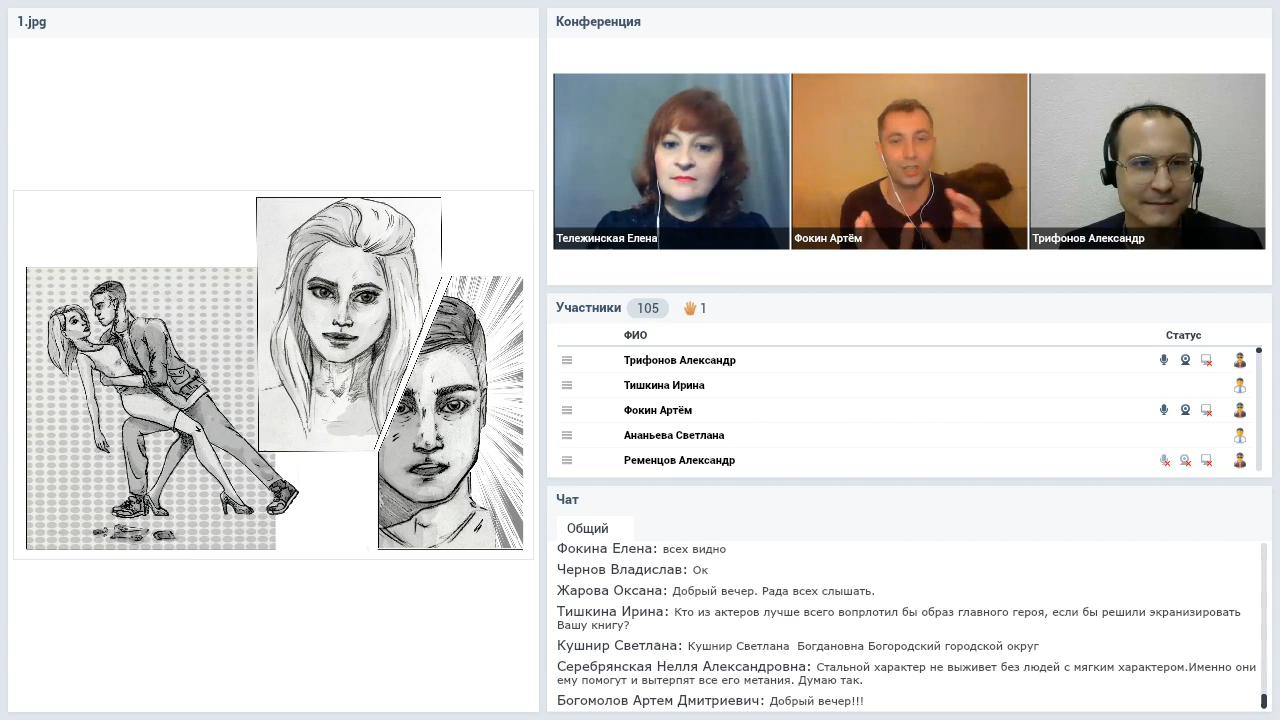 1.jpg
Конференция
Тележинская Елена
Фокин Артём
Трифонов Александр
Участники 105 1
ФИО Статус
Трифонов Александр
Тишкина Ирина
Фокин Артём
Ананьева Светлана
Ременцов Александр
Чат
Общий
Фокина Елена: всех видно
Чернов Владислав: Ок
Жарова Оксана: Добрый вечер. Рада всех слышать.
Тишкина Ирина: Кто из актеров лучше всего вопрлотил бы образ главного героя, если бы решили экранизировать
Вашу книгу?
Кушнир Светлана: Кушнир Светлана  Богдановна Богородский городской округ
Серебрянская Нелля Александровна: Стальной характер не выживет без людей с мягким характером.Именно они
ему помогут и вытерпят все его метания. Думаю так.
Богомолов Артем Дмитриевич: Добрый вечер!!!